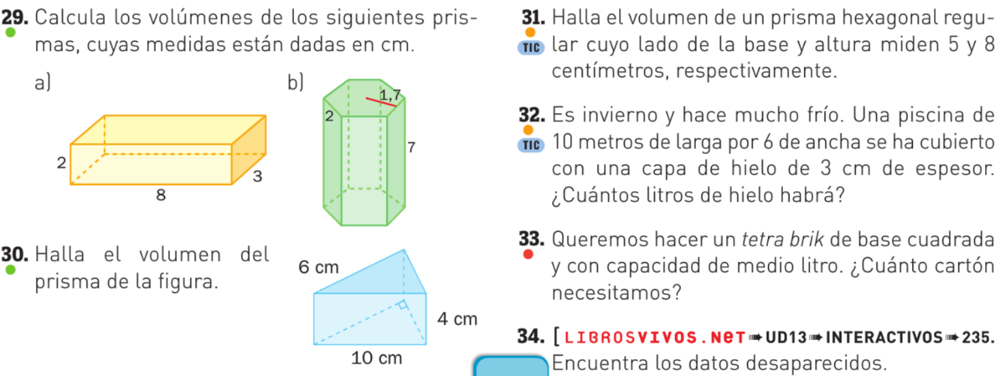 29. Calcula los volúmenes de los siguientes pris-
mas, cuyas medidas están dadas en cm.
a)
2
8
3
b)
1,7
2
7
30. Halla el volumen del
prisma de la figura.
6 cm
4 cm
10 cm
31. Halla el volumen de un prisma hexagonal regu-
TIC lar cuyo lado de la base y altura miden 5 y 8
centímetros, respectivamente.
32. Es invierno y hace mucho frío. Una piscina de
TIC 10 metros de larga por 6 de ancha se ha cubierto
con una capa de hielo de 3 cm de espesor.
¿Cuántos litros de hielo habrá?
33. Queremos hacer un tetra brik de base cuadrada
y con capacidad de medio litro. ¿Cuánto cartón
necesitamos?
34. [LIBROSVIVOS.NET➠UD13➠INTERACTIVOS➠235.
Encuentra los datos desaparecidos.